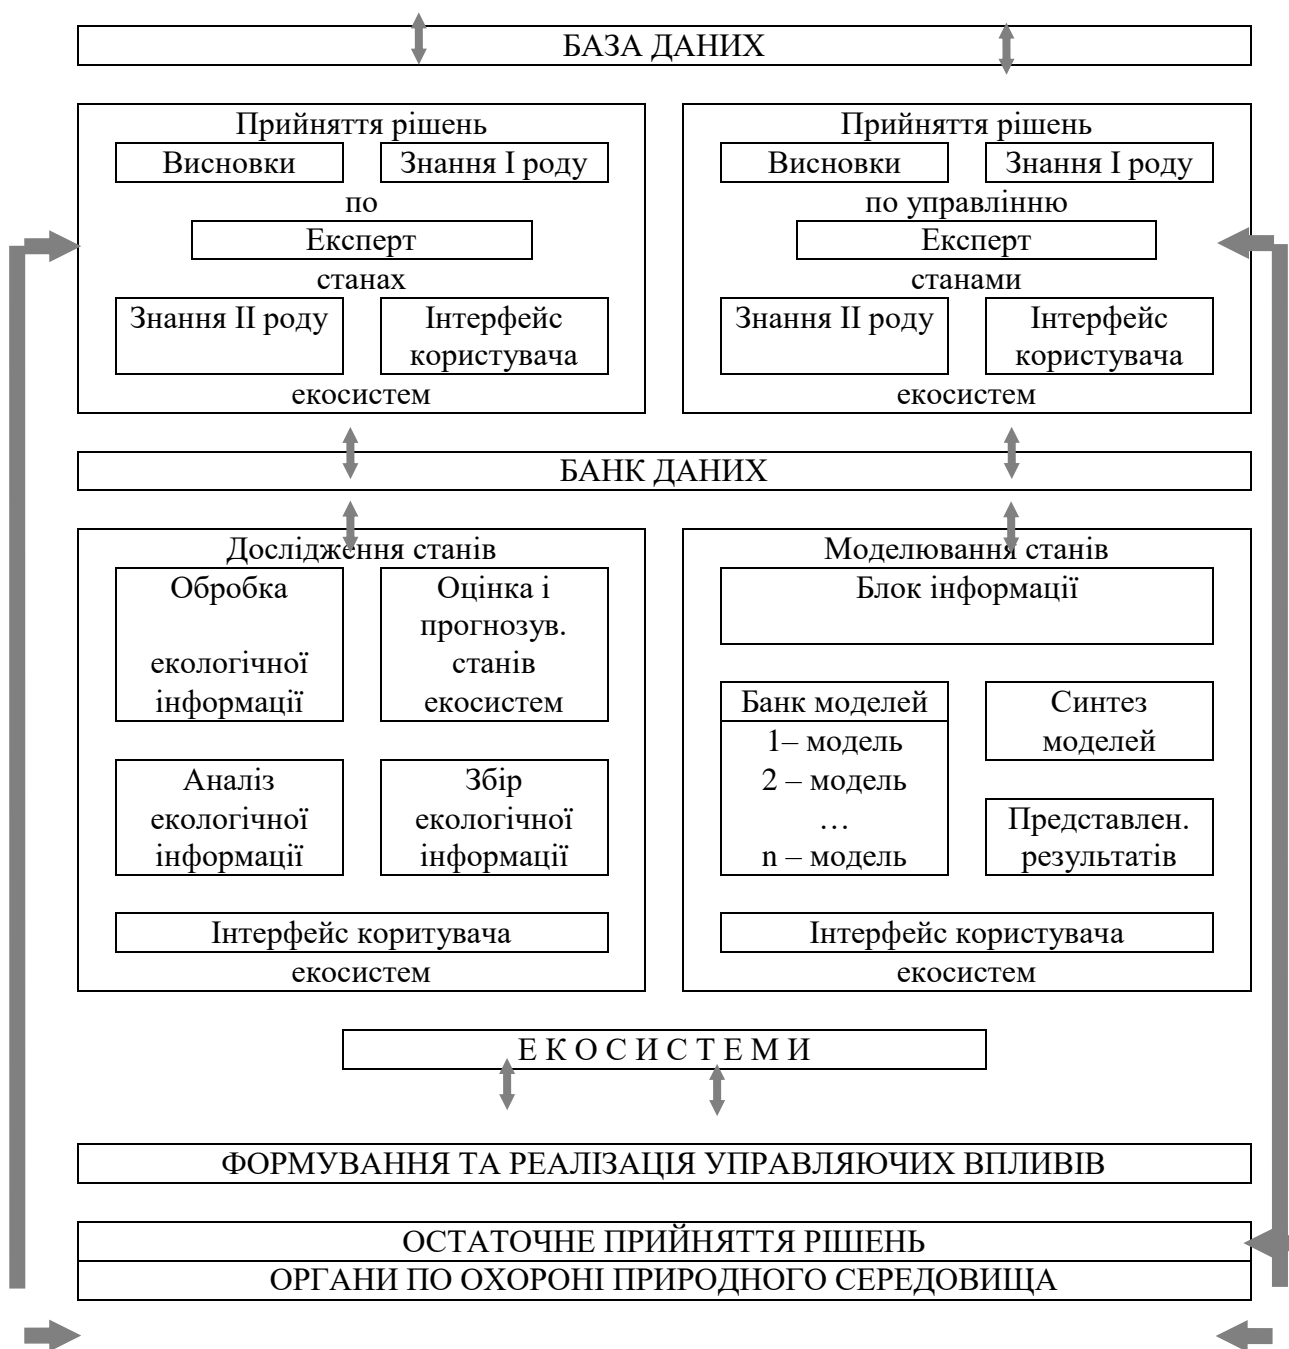 БАЗА ДАНИХ
Прийняття рішень
Висновки
Знання І роду
по
Експерт
станах
Знання ІІ роду
Інтерфейс
користувача
екосистем
Прийняття рішень
Висновки
Знання І роду
по управлінню
Експерт
станами
Знання ІІ роду
Інтерфейс
користувача
екосистем
БАНК ДАНИХ
Дослідження станів
Обробка
екологічної
інформації
Оцінка і
прогнозув.
станів
екосистем
Аналіз
екологічної
інформації
Збір
екологічної
інформації
Інтерфейс коритувача
екосистем
Моделювання станів
Блок інформації
Банк моделей
1– модель
2 – модель
…
n – модель
Синтез
моделей
Представлен.
результатів
Інтерфейс користувача
екосистем
Е К О С И С Т Е М И
ФОРМУВАННЯ ТА РЕАЛІЗАЦІЯ УПРАВЛЯЮЧИХ ВПЛИВІВ
ОСТАТОЧНЕ ПРИЙНЯТТЯ РІШЕНЬ
ОРГАНИ ПО ОХОРОНІ ПРИРОДНОГО СЕРЕДОВИЩА